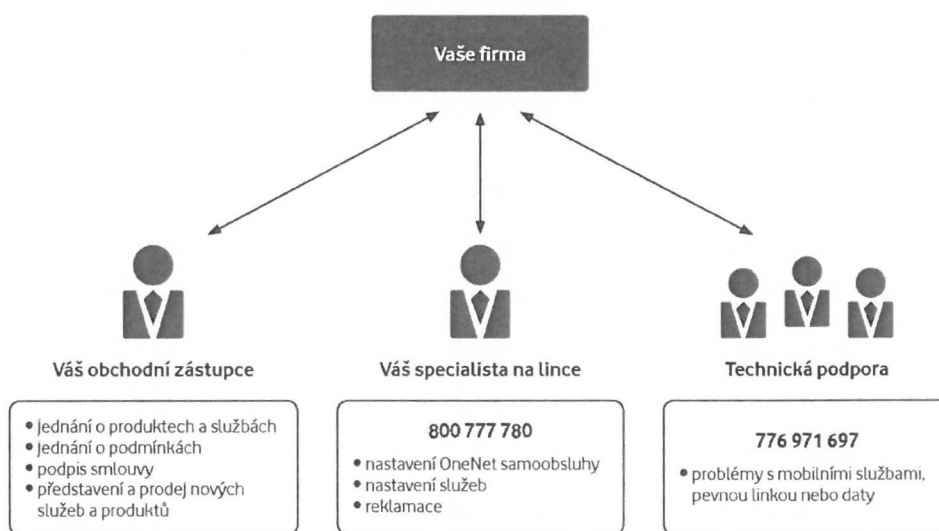 Vaše firma
Váš obchodní zástupce
• jednání o produktech a službách
• jednání o podmínkách
• podpis smlouvy
• představení a prodej nových
služeb a produktů
Váš specialista na lince
800 777 780
• nastavení OneNet samoobsluhy
• nastavení služeb
• reklamace
Technická podpora
776 971 697
• problémy s mobilními službami,
pevnou linkou nebo daty